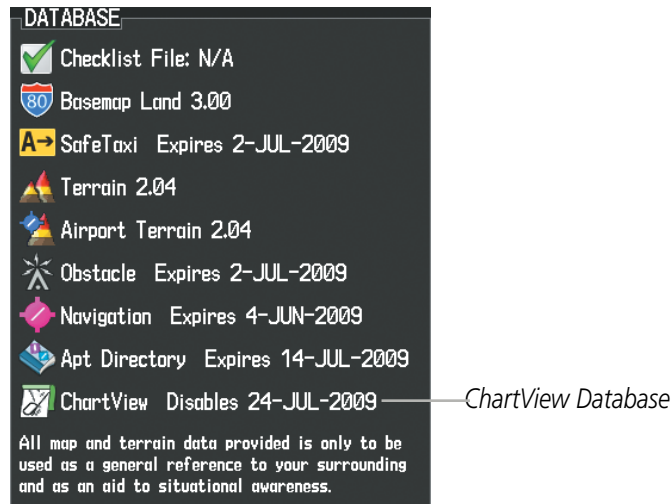 DATABASE
Checklist File: N/A
80 Basemap Land 3.00
A→ SafeTaxi Expires 2-JUL-2009
Terrain 2.04
Airport Terrain 2.04
Obstacle Expires 2-JUL-2009
Navigation Expires 4-JUN-2009
Apt Directory Expires 14-JUL-2009
ChartView Disables 24-JUL-2009
ChartView Database
All map and terrain data provided is only to be
used as a general reference to your surrounding
and as an aid to situational awareness.